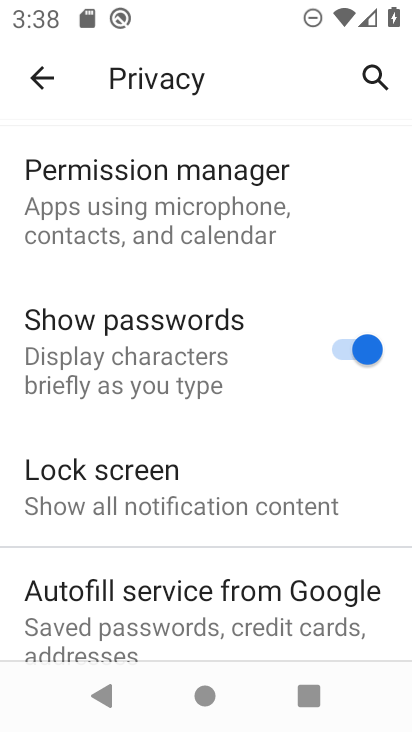 3:38
Privacy
Permission manager
Apps using microphone,
contacts, and calendar
Show passwords
Display characters
briefly as you type
Lock screen
Show all notification content
Autofill service from Google
Saved passwords, credit cards,
addresses